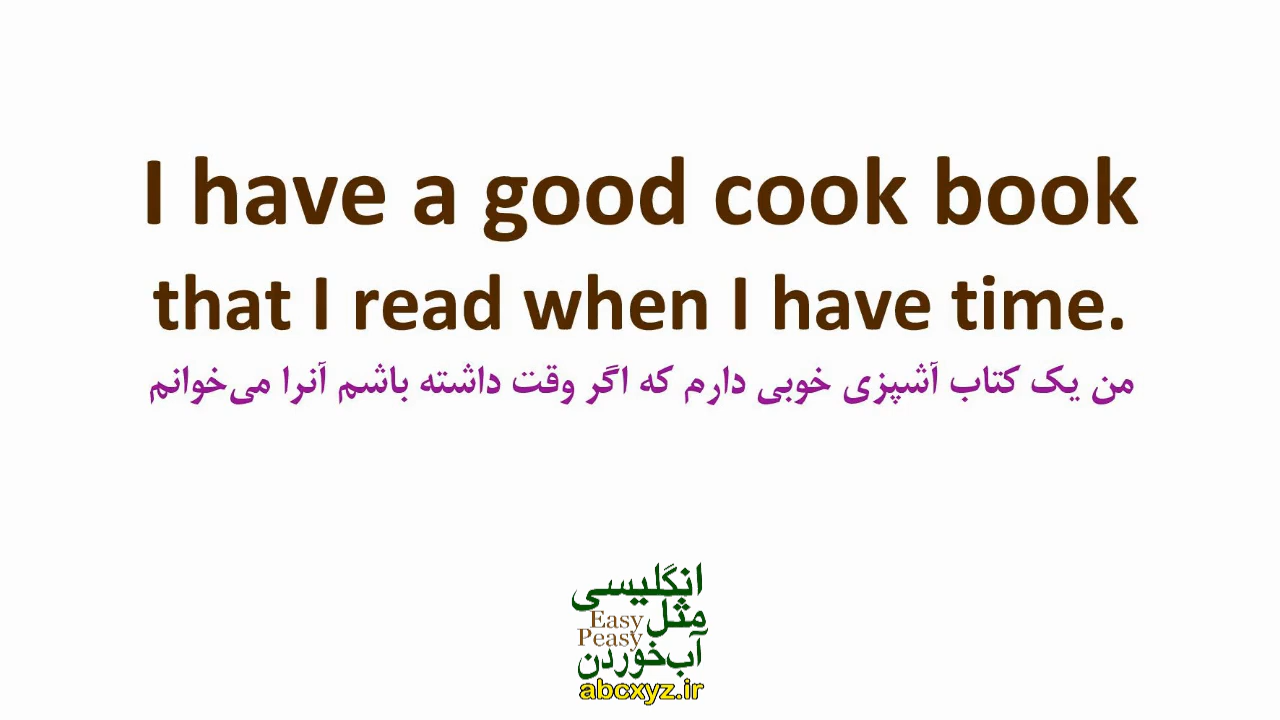 I have a good cook book
that I read when I have time.
من یک کتاب آشپزی خوبی دارم که اگر وقت داشته باشم آنرا می‌خوانم
انگلیسی
مثل
Easy
Peasy
آب‌خوردن
abcxyz.ir